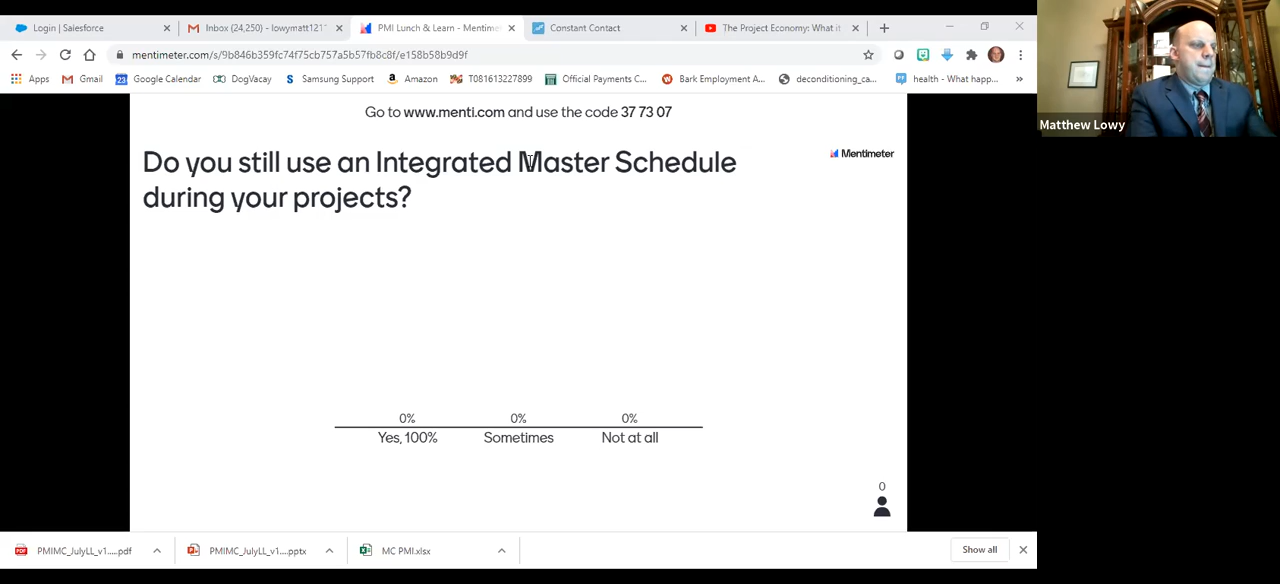 Login | Salesforce
Inbox (24,250) - lowymatt121
PMI Lunch & Learn - Mentime
Constant Contact
The Project Economy: What it
mentimeter.com/s/9b846b359fc74f75cb757a5b57fb8c8f/e158b58b9d9f
Apps
Gmail
23
Google Calendar
DogVacay
S
Samsung Support
Amazon
T081613227899
Official Payments C...
Bark Employment A...
deconditioning_ca...
health - What happ...
»
Matthew Lowy
Go to www.menti.com and use the code 37 73 07
Mentimeter
Do you still use an Integrated Master Schedule
during your projects?
0% 0% 0%
Yes, 100% Sometimes Not at all
0
PDF
PMIMC_JulyLL_v1.....pdf
PMIMC_JulyLL_v1....pptx
MC PMI.xlsx
Show all